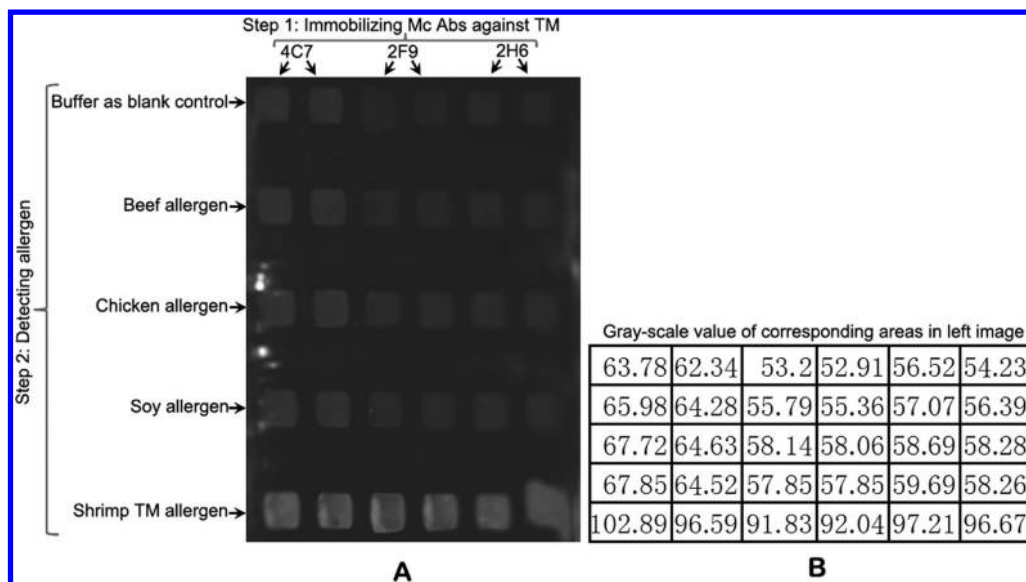 Step 1: Immobilizing Mc Abs against TM
4C7 2F9 2H6
Step 2: Detecting allergen
Buffer as blank control
Beef allergen
Chicken allergen
Soy allergen
Shrimp TM allergen
A
Gray-scale value of corresponding areas in left image
63.78 62.34 53.2 52.91 56.52 54.23
65.98 64.28 55.79 55.36 57.07 56.39
67.72 64.63 58.14 58.06 58.69 58.28
67.85 64.52 57.85 57.85 59.69 58.26
102.89 96.59 91.83 92.04 97.21 96.67
B